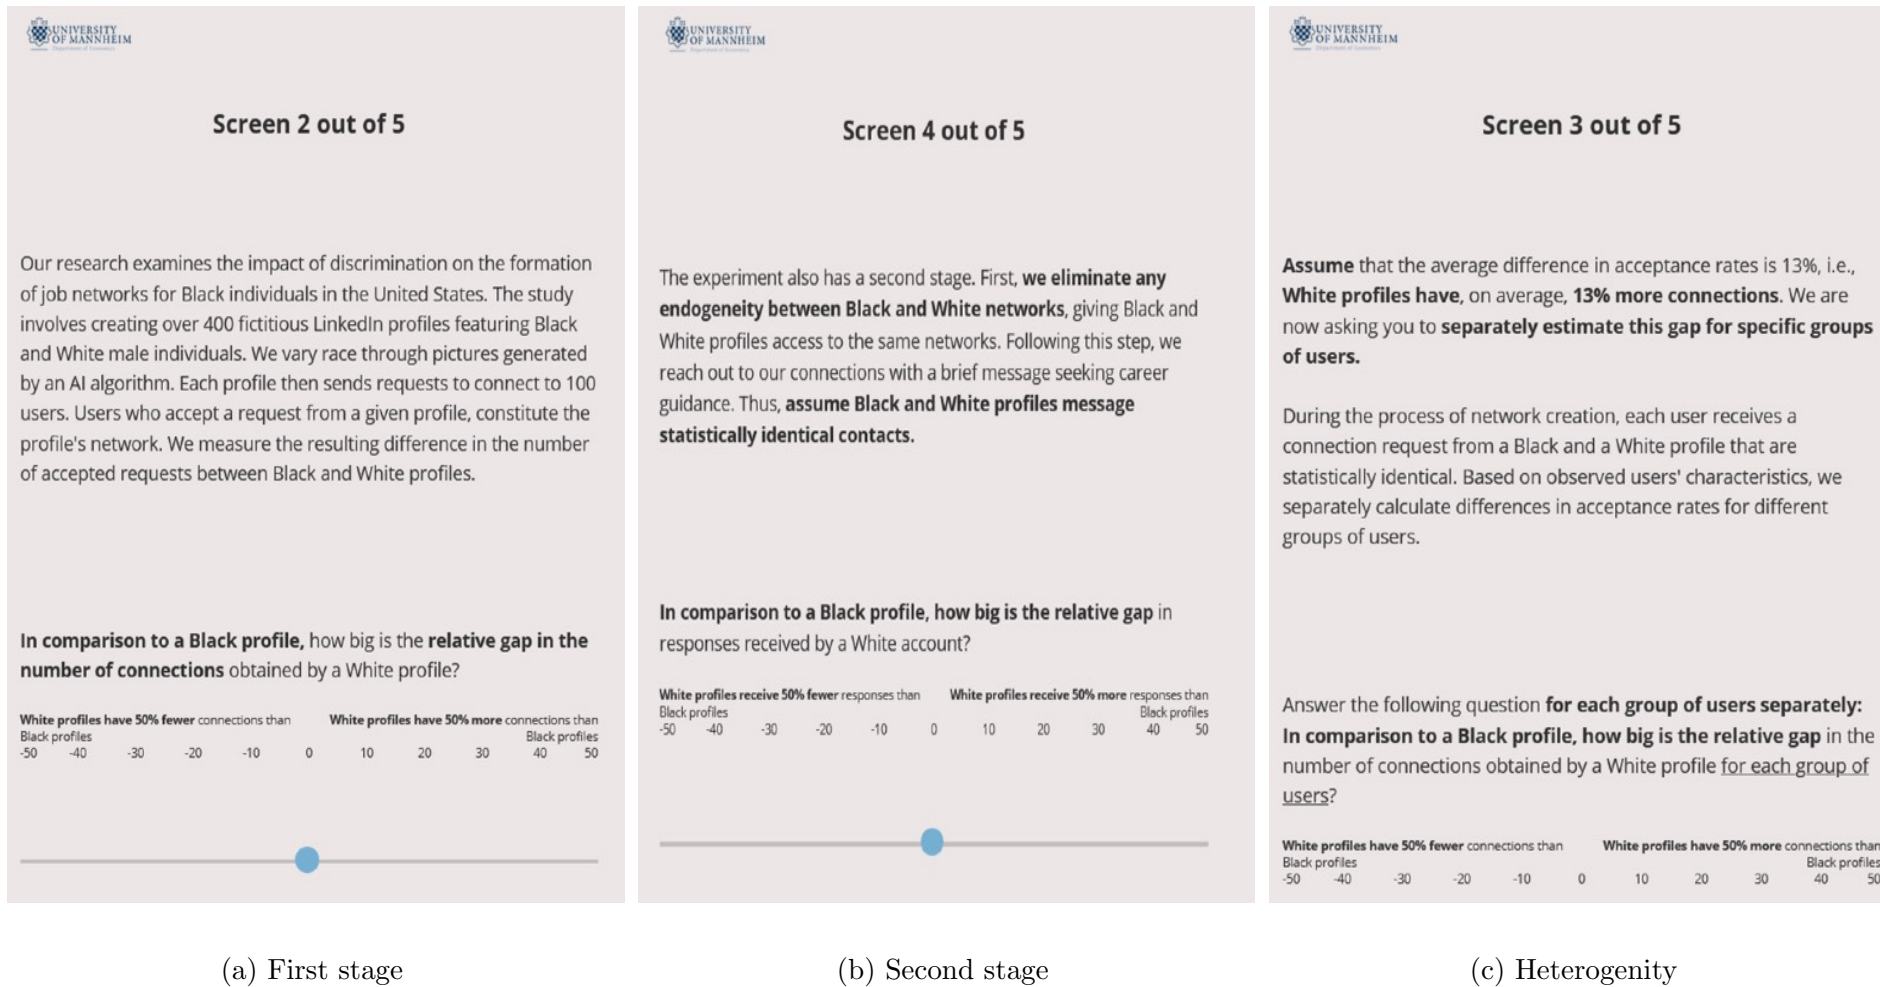 UNIVERSITY
OF MANNHEIM
Department of Economics
Screen 2 out of 5
Our research examines the impact of discrimination on the formation
of job networks for Black individuals in the United States. The study
involves creating over 400 fictitious LinkedIn profiles featuring Black
and White male individuals. We vary race through pictures generated
by an AI algorithm. Each profile then sends requests to connect to 100
users. Users who accept a request from a given profile, constitute the
profile's network. We measure the resulting difference in the number
of accepted requests between Black and White profiles.
In comparison to a Black profile, how big is the relative gap in the
number of connections obtained by a White profile?
White profiles have 50% fewer connections than White profiles have 50% more connections than
Black profiles Black profiles
-50 -40 -30 -20 -10 0 10 20 30 40 50
(a) First stage
UNIVERSITY
OF MANNHEIM
Department of Economics
Screen 4 out of 5
The experiment also has a second stage. First, we eliminate any
endogeneity between Black and White networks, giving Black and
White profiles access to the same networks. Following this step, we
reach out to our connections with a brief message seeking career
guidance. Thus, assume Black and White profiles message
statistically identical contacts.
In comparison to a Black profile, how big is the relative gap in
responses received by a White account?
White profiles receive 50% fewer responses than White profiles receive 50% more responses than
Black profiles Black profiles
-50 -40 -30 -20 -10 0 10 20 30 40 50
(b) Second stage
UNIVERSITY
OF MANNHEIM
Department of Economics
Screen 3 out of 5
Assume that the average difference in acceptance rates is 13%, i.e.,
White profiles have, on average, 13% more connections. We are
now asking you to separately estimate this gap for specific groups
of users.
During the process of network creation, each user receives a
connection request from a Black and a White profile that are
statistically identical. Based on observed users' characteristics, we
separately calculate differences in acceptance rates for different
groups of users.
Answer the following question for each group of users separately:
In comparison to a Black profile, how big is the relative gap in the
number of connections obtained by a White profile for each group of
users?
White profiles have 50% fewer connections than White profiles have 50% more connections than
Black profiles Black profiles
-50 -40 -30 -20 -10 0 10 20 30 40 50
(c) Heterogenity